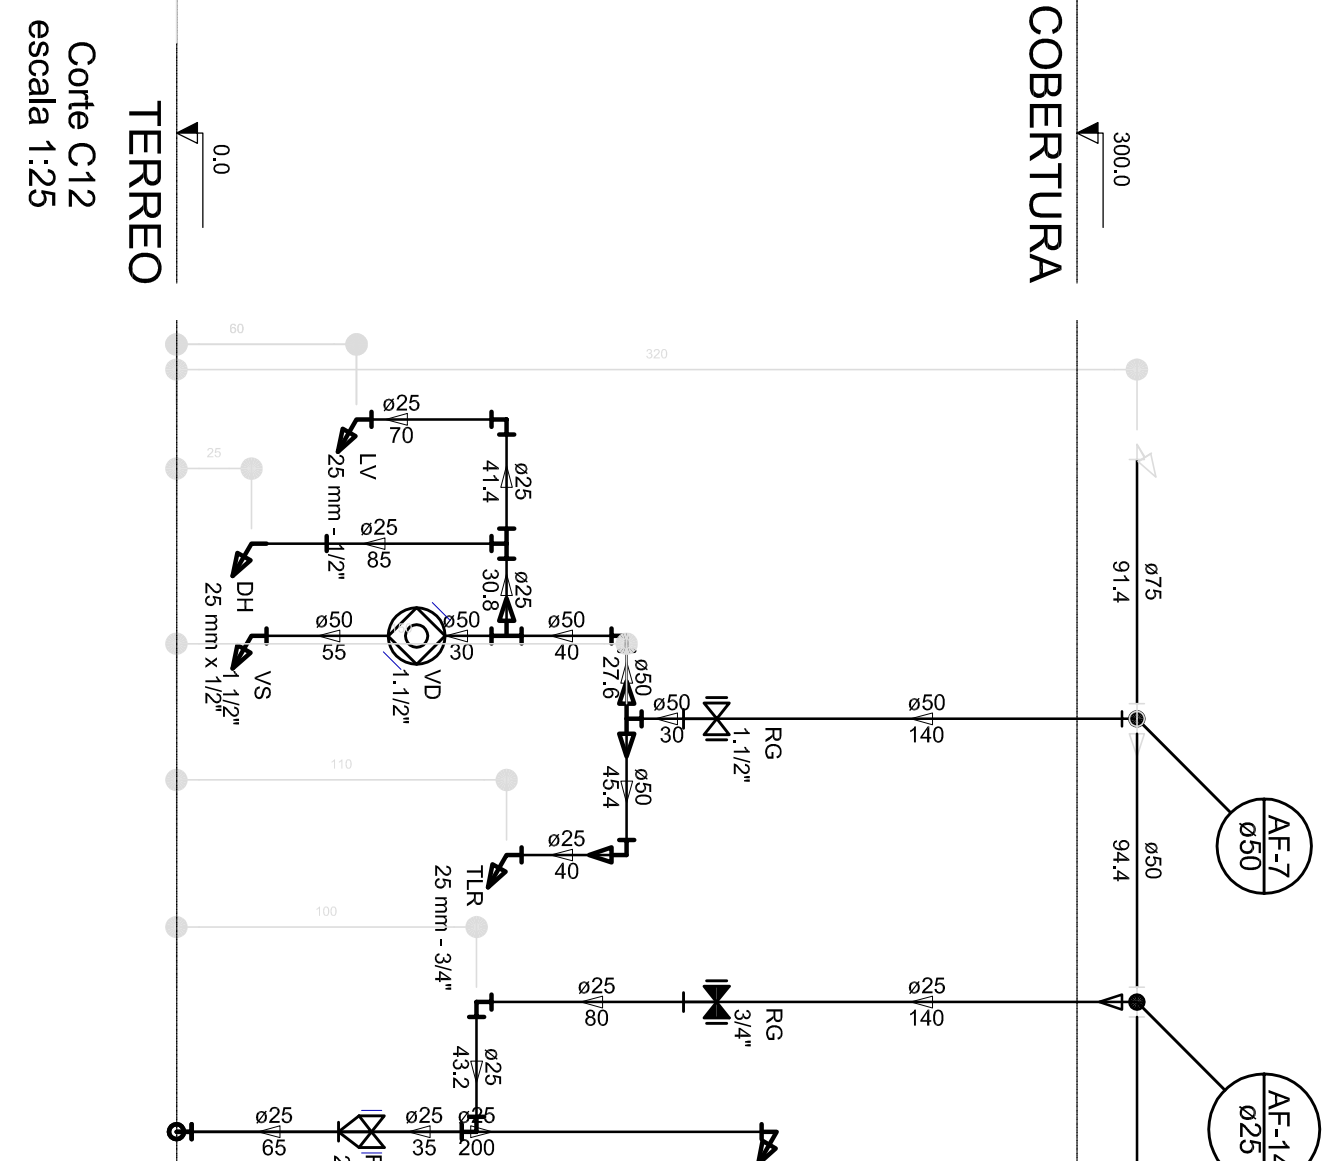 Corte C12
escala 1:25
TERREO
0.0
COBERTURA
300.0
60
320
ø25
70
LV
25 mm - 1/2"
ø25
41.4
25
ø25
85
DH
25 mm x 1/2"
ø25
30.8
ø50
55
VS
1 1/2"
VD
1.1/2"
ø50
30
ø50
40
ø50
27.6
ø50
30
RG
1.1/2"
ø50
140
ø75
91.4
AF-7
ø50
ø50
45.4
110
ø25
40
TLR
25 mm - 3/4"
ø50
94.4
100
ø25
80
RG
3/4"
ø25
140
AF-14
ø25
ø25
43.2
ø25
65
ø25
35
ø25
200